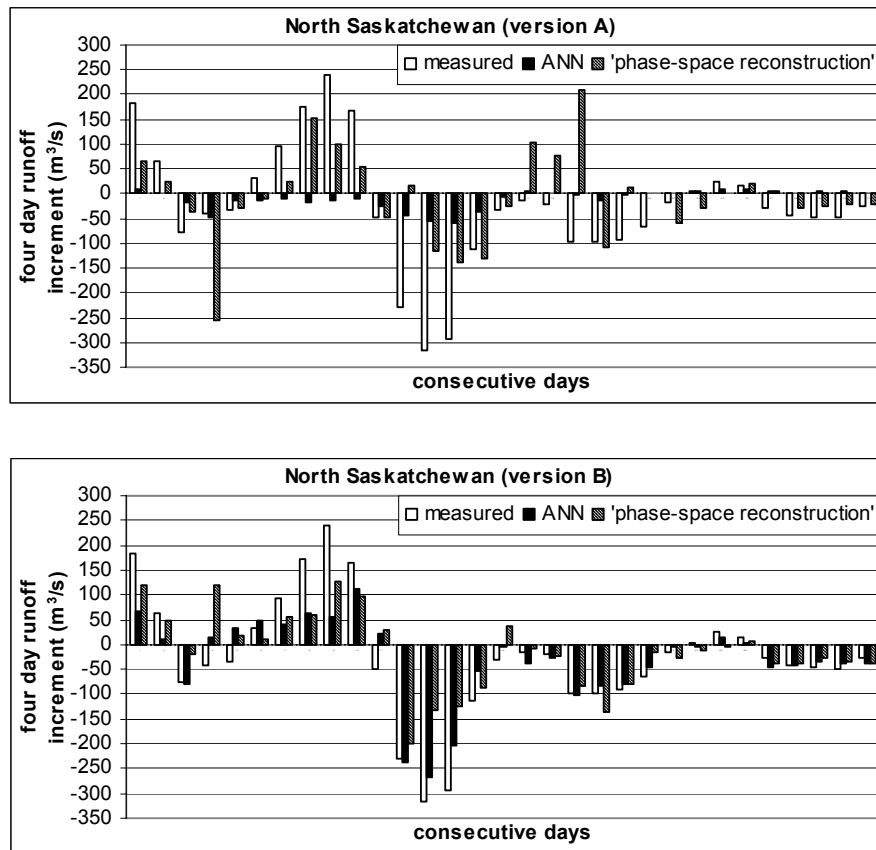 North Saskatchewan (version A)
measured ANN 'phase-space reconstruction'
four day runoff
increment (m³/s)
300
250
200
150
100
50
0
-50
-100
-150
-200
-250
-300
-350
consecutive days
North Saskatchewan (version B)
measured ANN 'phase-space reconstruction'
four day runoff
increment (m³/s)
300
250
200
150
100
50
0
-50
-100
-150
-200
-250
-300
-350
consecutive days